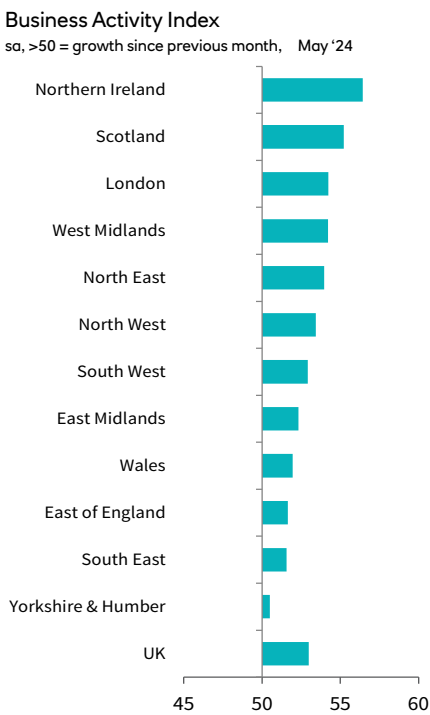 Business Activity Index
sa, >50 = growth since previous month, May ‘24
Northern Ireland
Scotland
London
West Midlands
North East
North West
South West
East Midlands
Wales
East of England
South East
Yorkshire & Humber
UK
45 50 55 60